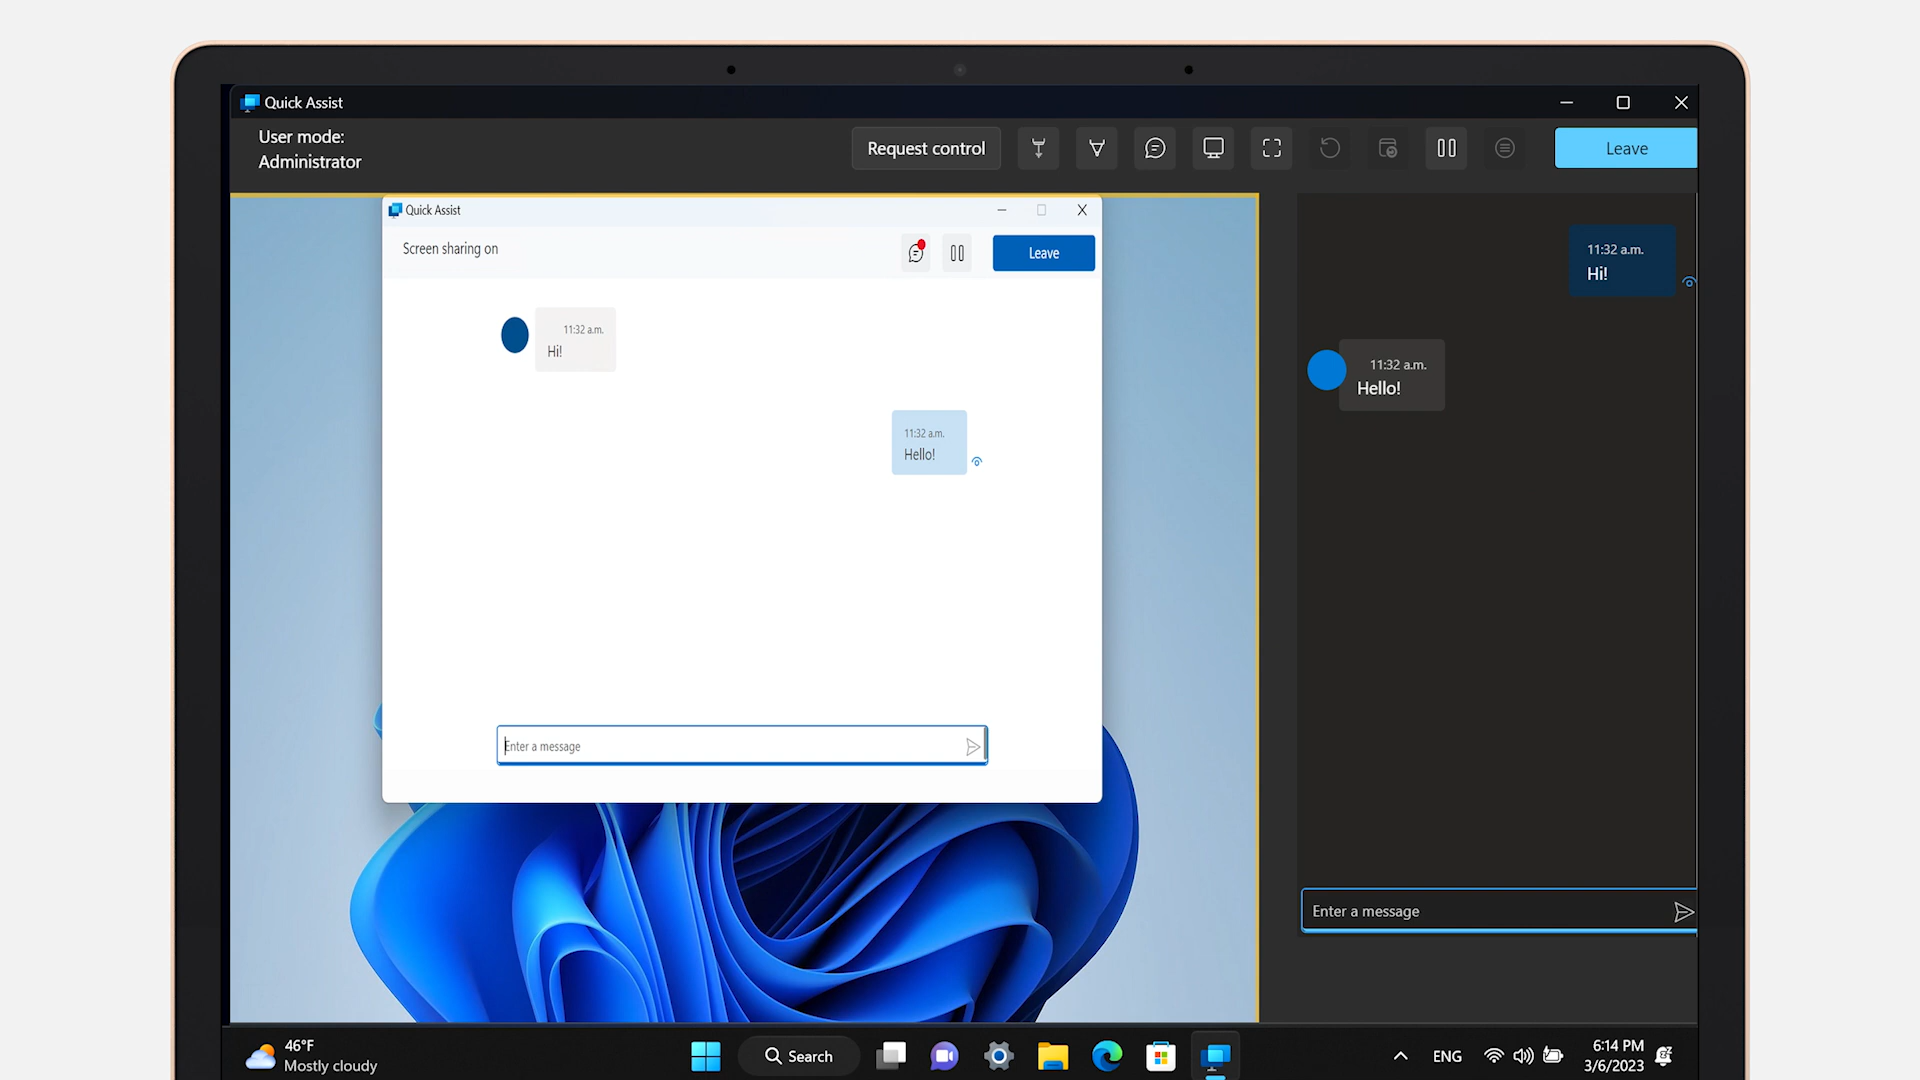 Quick Assist
User mode:
Administrator
Request control
Leave
Quick Assist
Screen sharing on
Leave
11:32 a.m.
Hi!
11:32 a.m.
Hello!
Enter a message
11:32 a.m.
Hi!
11:32 a.m.
Hello!
Enter a message
46°F
Mostly cloudy
Search
ENG
6:14 PM
3/6/2023